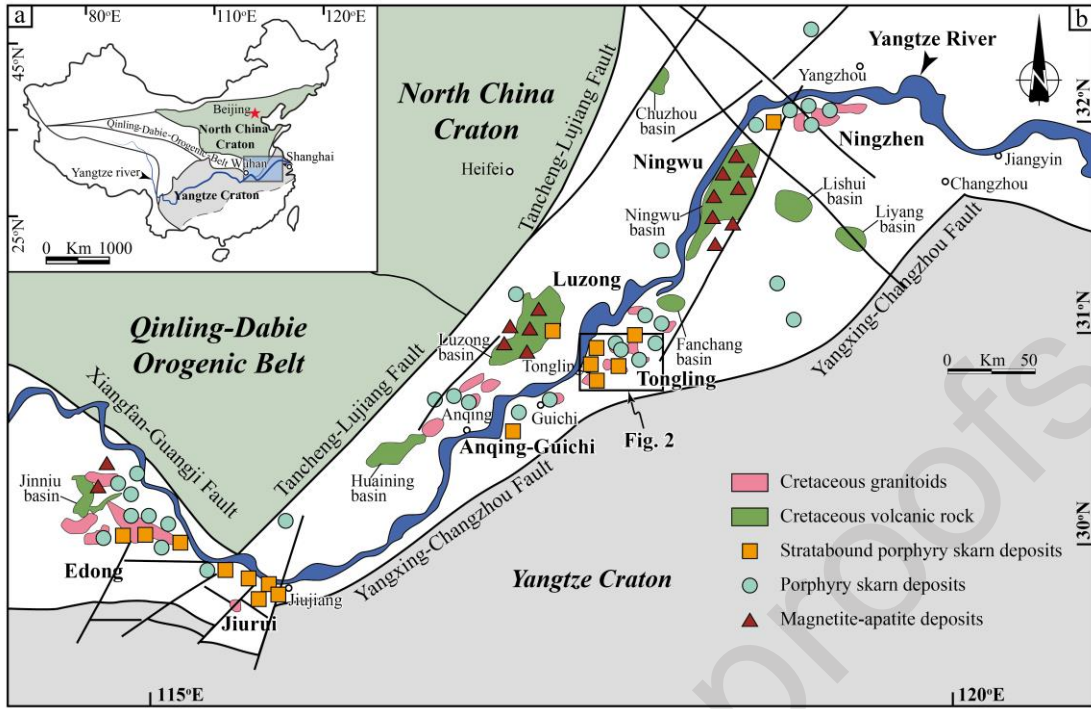 a
80°E
110°E
120°E
45°N
25°N
Beijing
North China
Craton
Qinling-Dabie-Orogenic-Belt
Wuhan
Shanghai
Yangtze river
Yangtze Craton
0 Km 1000
b
North China
Craton
Heifei
Tancheng-Lujiang Fault
Chuzhou
basin
Yangzhou
Yangtze River
N
32°N
Ningzhen
Jiangyin
Changzhou
Ningwu
Ningwu
basin
Lishui
basin
Liyang
basin
Yangxing-Changzhou Fault
31°N
Luzong
Luzong
basin
Tonglin
Tongling
Fanchang
basin
0 Km 50
Qinling-Dabie
Orogenic Belt
Tancheng-Lujiang Fault
Xiangfan-Guangji Fault
Anqing
Guichi
Anqing-Guichi
Fig. 2
Huaining
basin
Jinniu
basin
Edong
Jiurui
Jiujiang
Yangxing-Changzhou Fault
Yangtze Craton
30°N
Cretaceous granitoids
Cretaceous volcanic rock
Stratabound porphyry skarn deposits
Porphyry skarn deposits
Magnetite-apatite deposits
115°E
120°E
proofs